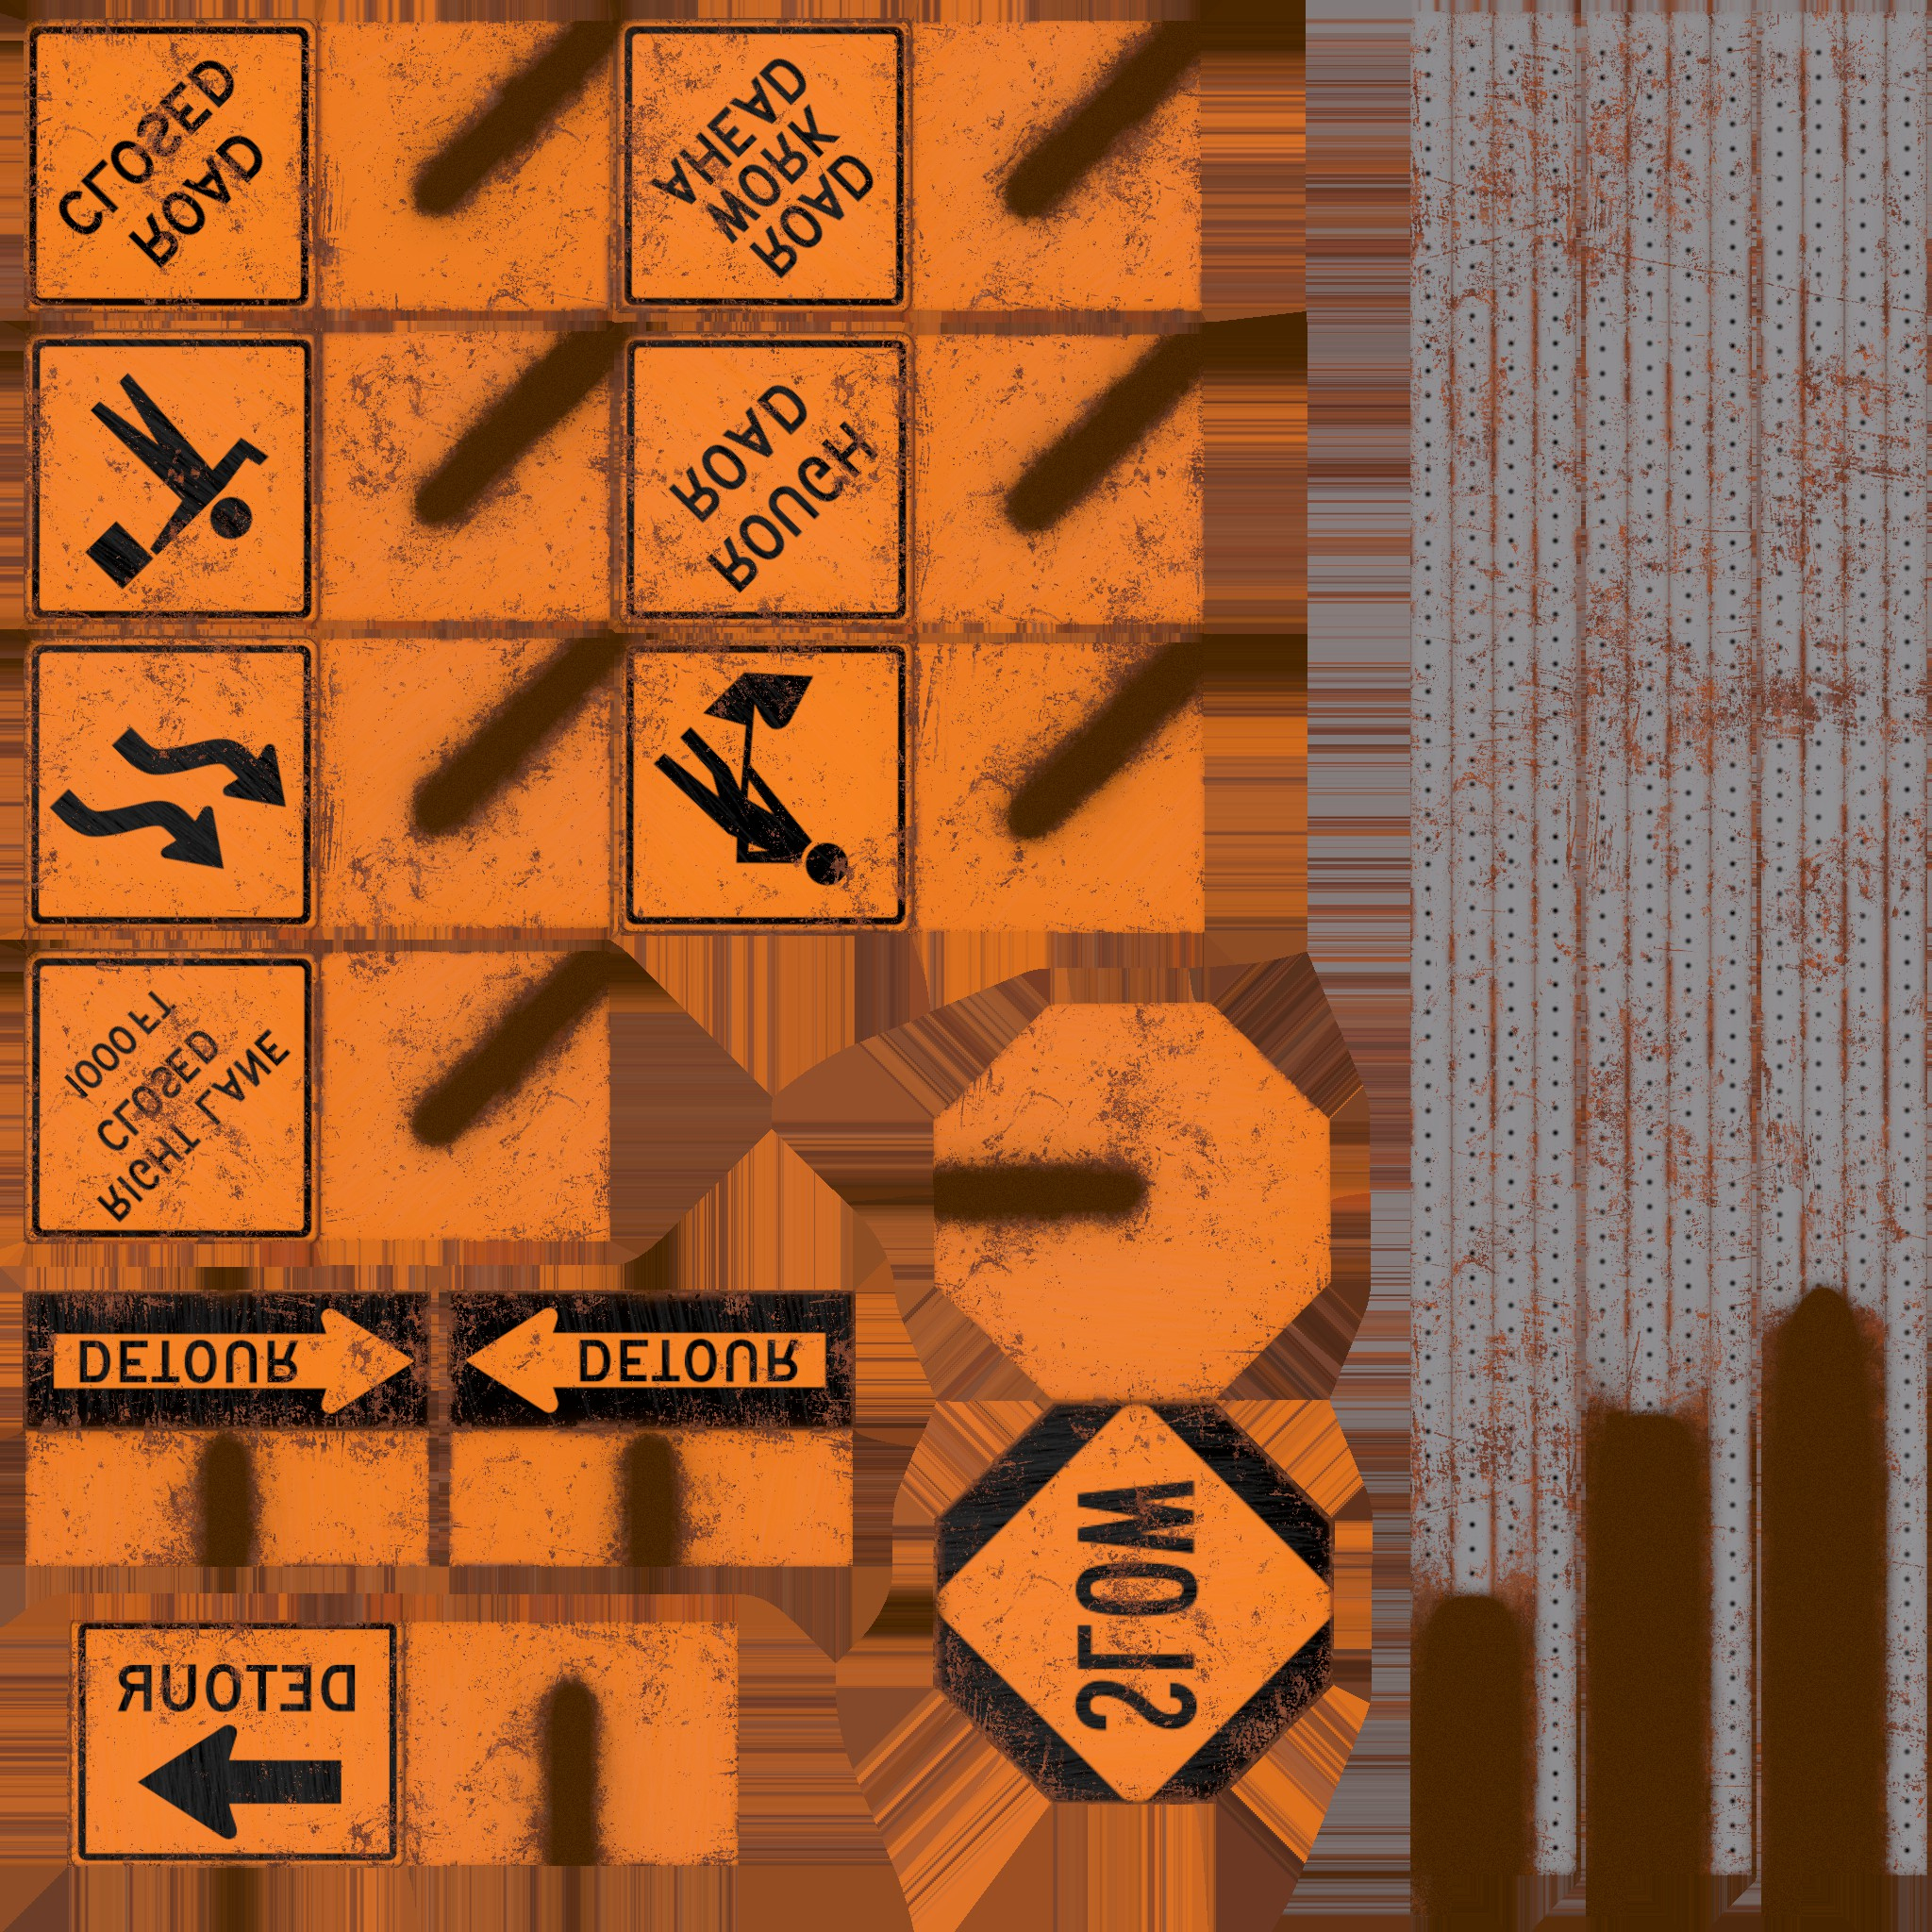 ROAD
CLOSED
ROAD
WORK
AHEAD
ROUGH
ROAD
RIGHT LANE
CLOSED
1000 FT
DETOUR
DETOUR
DETOUR
SLOW